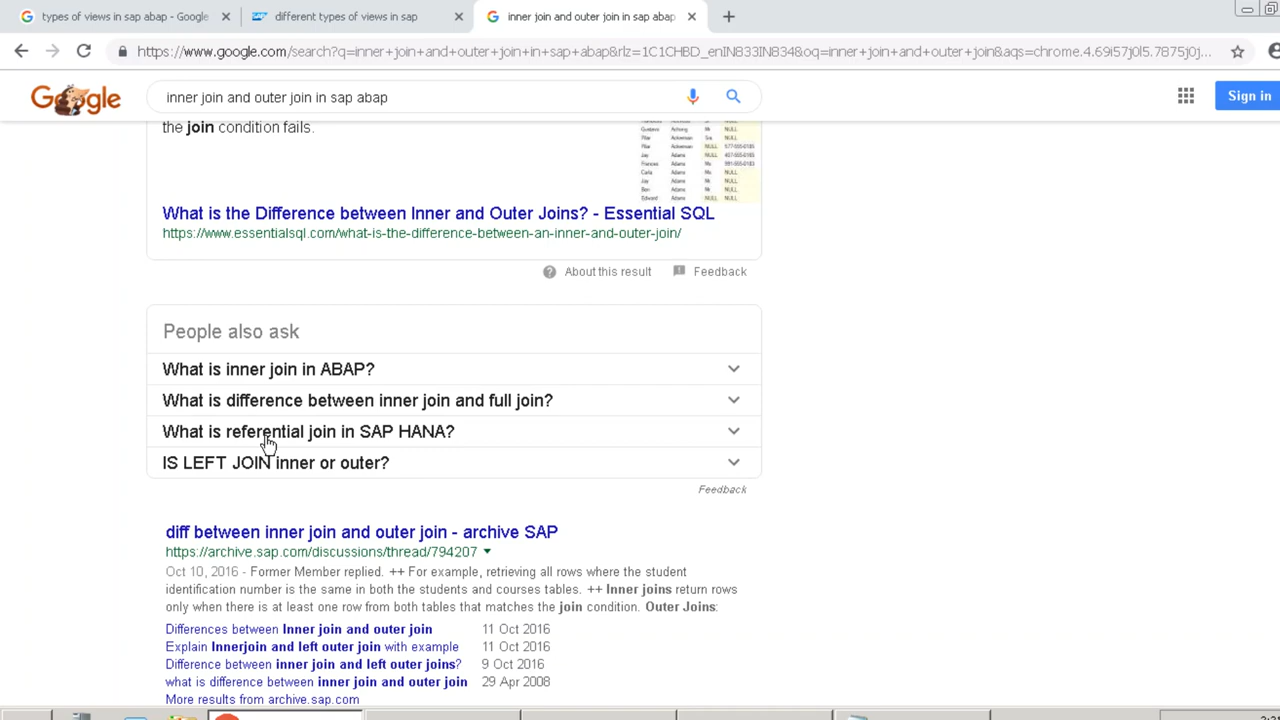 types of views in sap abap - Google
different types of views in sap
inner join and outer join in sap abap
https://www.google.com/search?q=inner+join+and+outer+join+in+sap+abap&rlz=1C1CHBD_enIN833IN834&oq=inner+join+and+outer+join&aqs=chrome.4.69i57j0l5.7875j0j...
Google
inner join and outer join in sap abap
Sign in
the join condition fails.
What is the Difference between Inner and Outer Joins? - Essential SQL
https://www.essentialsql.com/what-is-the-difference-between-an-inner-and-outer-join/
About this result
Feedback
People also ask
What is inner join in ABAP?
What is difference between inner join and full join?
What is referential join in SAP HANA?
IS LEFT JOIN inner or outer?
Feedback
diff between inner join and outer join - archive SAP
https://archive.sap.com/discussions/thread/794207
Oct 10, 2016 - Former Member replied. ++ For example, retrieving all rows where the student
identification number is the same in both the students and courses tables. ++ Inner joins return rows
only when there is at least one row from both tables that matches the join condition. Outer Joins:
Differences between Inner join and outer join 11 Oct 2016
Explain Innerjoin and left outer join with example 11 Oct 2016
Difference between inner join and left outer joins? 9 Oct 2016
what is difference between inner join and outer join 29 Apr 2008
More results from archive.sap.com